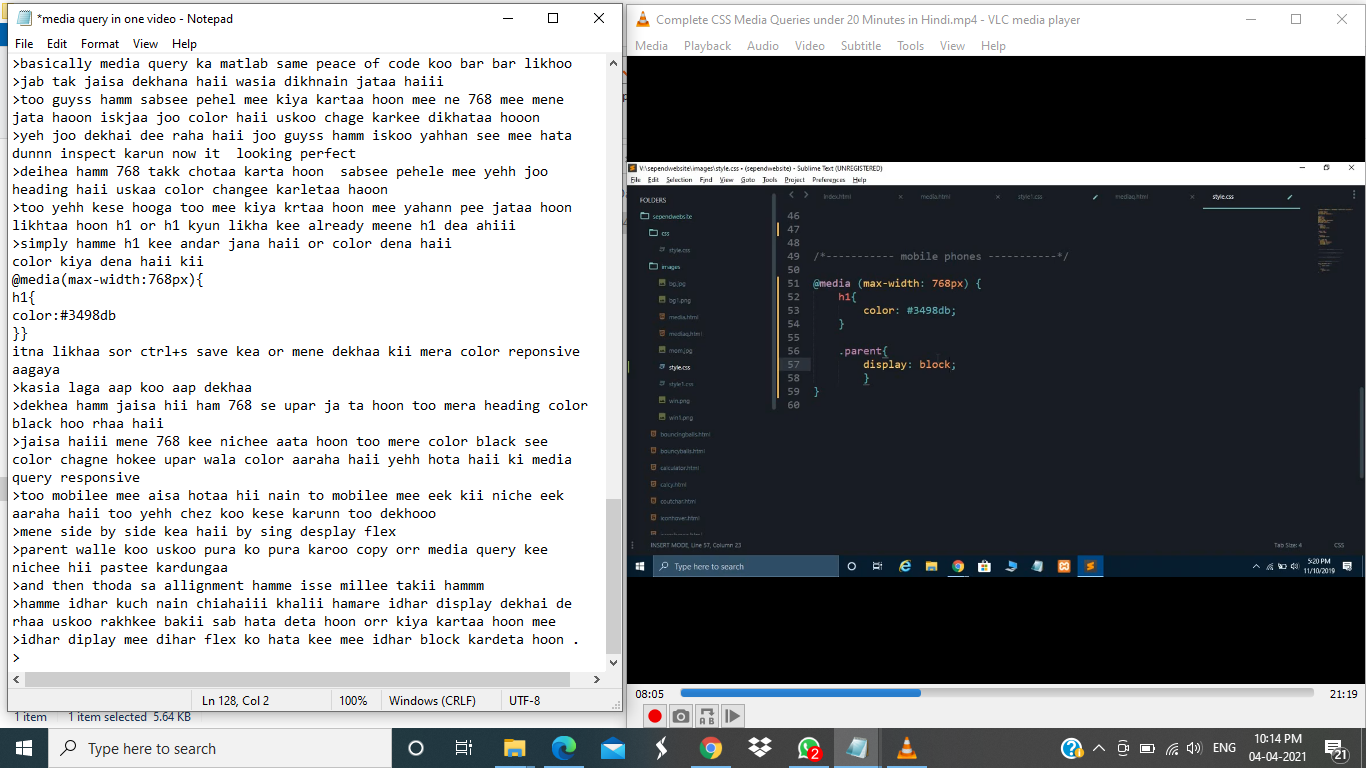 *media query in one video - Notepad
File Edit Format View Help
>basically media query ka matlab same peace of code koo bar bar likhoo
>jab tak jaisa dekhana haii wasia dikhnain jataa haiii
>too guyss hamm sabsee pehel mee kiya kartaa hoon mee ne 768 mee mene
jata haoon iskjaa joo color haii uskoo chage karkee dikhataa hooon
>yeh joo dekhai dee raha haii joo guyss hamm iskoo yahhan see mee hata
dunnn inspect karun now it  looking perfect
>deihea hamm 768 takk chotaa karta hoon  sabsee pehele mee yehh joo
heading haii uskaa color changee karletaa haoon
>too yehh kese hooga too mee kiya krtaa hoon mee yahann pee jataa hoon
likhtaa hoon h1 or h1 kyun likha kee already meene h1 dea ahiii
>simply hamme h1 kee andar jana haii or color dena haii
color kiya dena haii kii
@media(max-width:768px){
h1{
color:#3498db
}}
itna likhaa sor ctrl+s save kea or mene dekhaa kii mera color reponsive
aagaya
>kasia laga aap koo aap dekhaa
>dekhea hamm jaisa hii ham 768 se upar ja ta hoon too mera heading color
black hoo rhaa haii
>jaisa haiii mene 768 kee nichee aata hoon too mere color black see
color chagne hokee upar wala color aaraha haii yehh hota haii ki media
query responsive
>too mobilee mee aisa hotaa hii nain to mobilee mee eek kii niche eek
aaraha haii too yehh chez koo kese karunn too dekhooo
>mene side by side kea haii by sing desplay flex
>parent walle koo uskoo pura ko pura karoo copy orr media query kee
nichee hii pastee kardungaa
>and then thoda sa allignment hamme isse millee takii hammm
>hamme idhar kuch nain chiahaiii khalii hamare idhar display dekhai de
rhaa uskoo rakhkee bakii sab hata deta hoon orr kiya kartaa hoon mee
>idhar diplay mee dihar flex ko hata kee mee idhar block kardeta hoon .
>
Ln 128, Col 2 100% Windows (CRLF) UTF-8
1 item 1 item selected 5.64 KB
Complete CSS Media Queries under 20 Minutes in Hindi.mp4 - VLC media player
Media Playback Audio Video Subtitle Tools View Help
V:\sependwebsite\images\style.css • (sependwebsite) - Sublime Text (UNREGISTERED)
File Edit Selection Find View Goto Tools Project Preferences Help
FOLDERS
sependwebsite
css
style.css
images
bg.jpg
bg1.png
media.html
mediaq.html
mom.jpg
style.css
style1.css
win.png
win1.png
bouncingballs.html
bouncyballs.html
calculator.html
calcy.html
iconhover.html
index.html media.html style1.css mediaq.html style.css
46
47
48
49 /*----------- mobile phones -----------*/
50
51 @media (max-width: 768px) {
52 h1{
53 color: #3498db;
54 }
55
56 .parent{
57 display: block;
58 }
59 }
60
INSERT MODE, Line 57, Column 23 Tab Size: 4 CSS
Type here to search 5:20 PM
11/10/2019
08:05 21:19
Type here to search 2 ENG 10:14 PM
04-04-2021 21